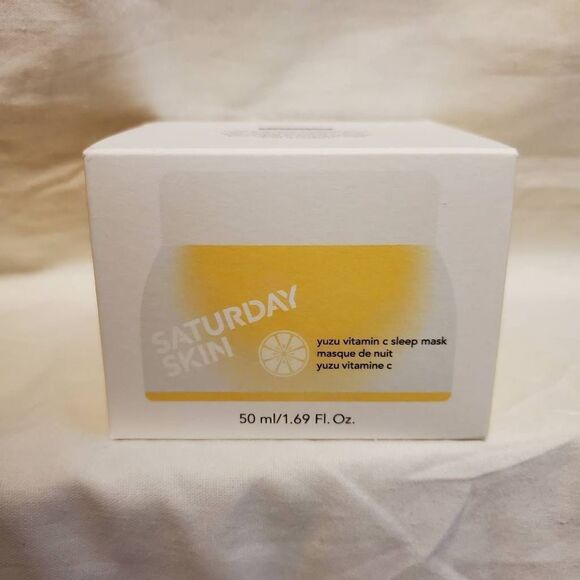 SATURDAY
SKIN
yuzu vitamin c sleep mask
masque de nuit
yuzu vitamine c
50 ml/1.69 Fl. Oz.